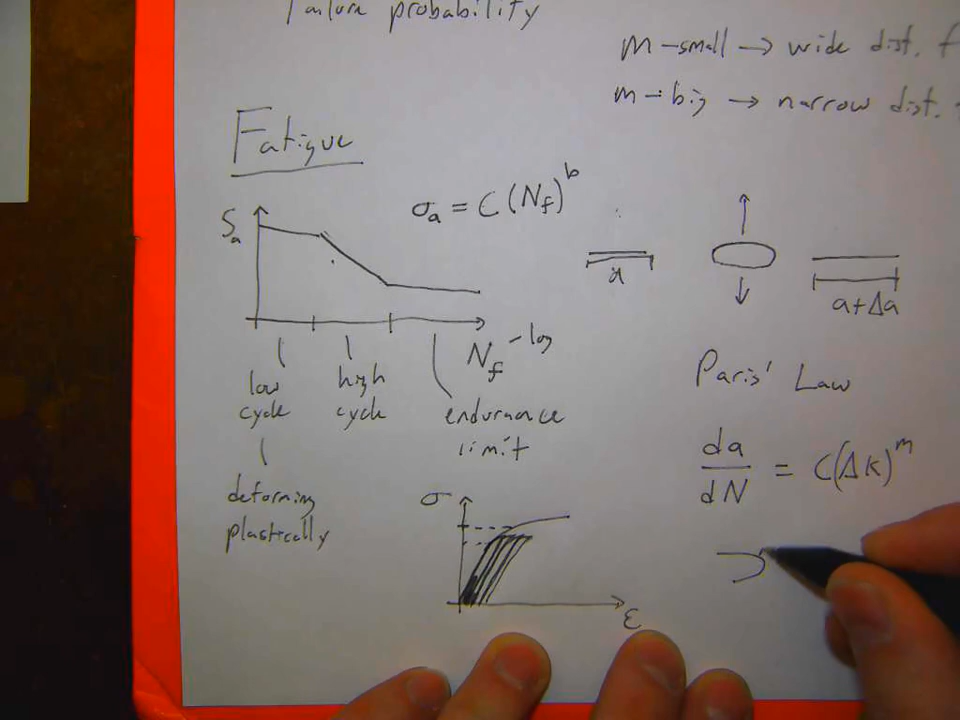 failure probability
m-small → wide dist.
m-big → narrow dist.
Fatigue
σa = C(Nf)^b
Sa
Nf - log
low cycle
high cycle
endurance limit
deforming plastically
a
a+Δa
Paris' Law
da/dN = C(ΔK)^m
σ
ε